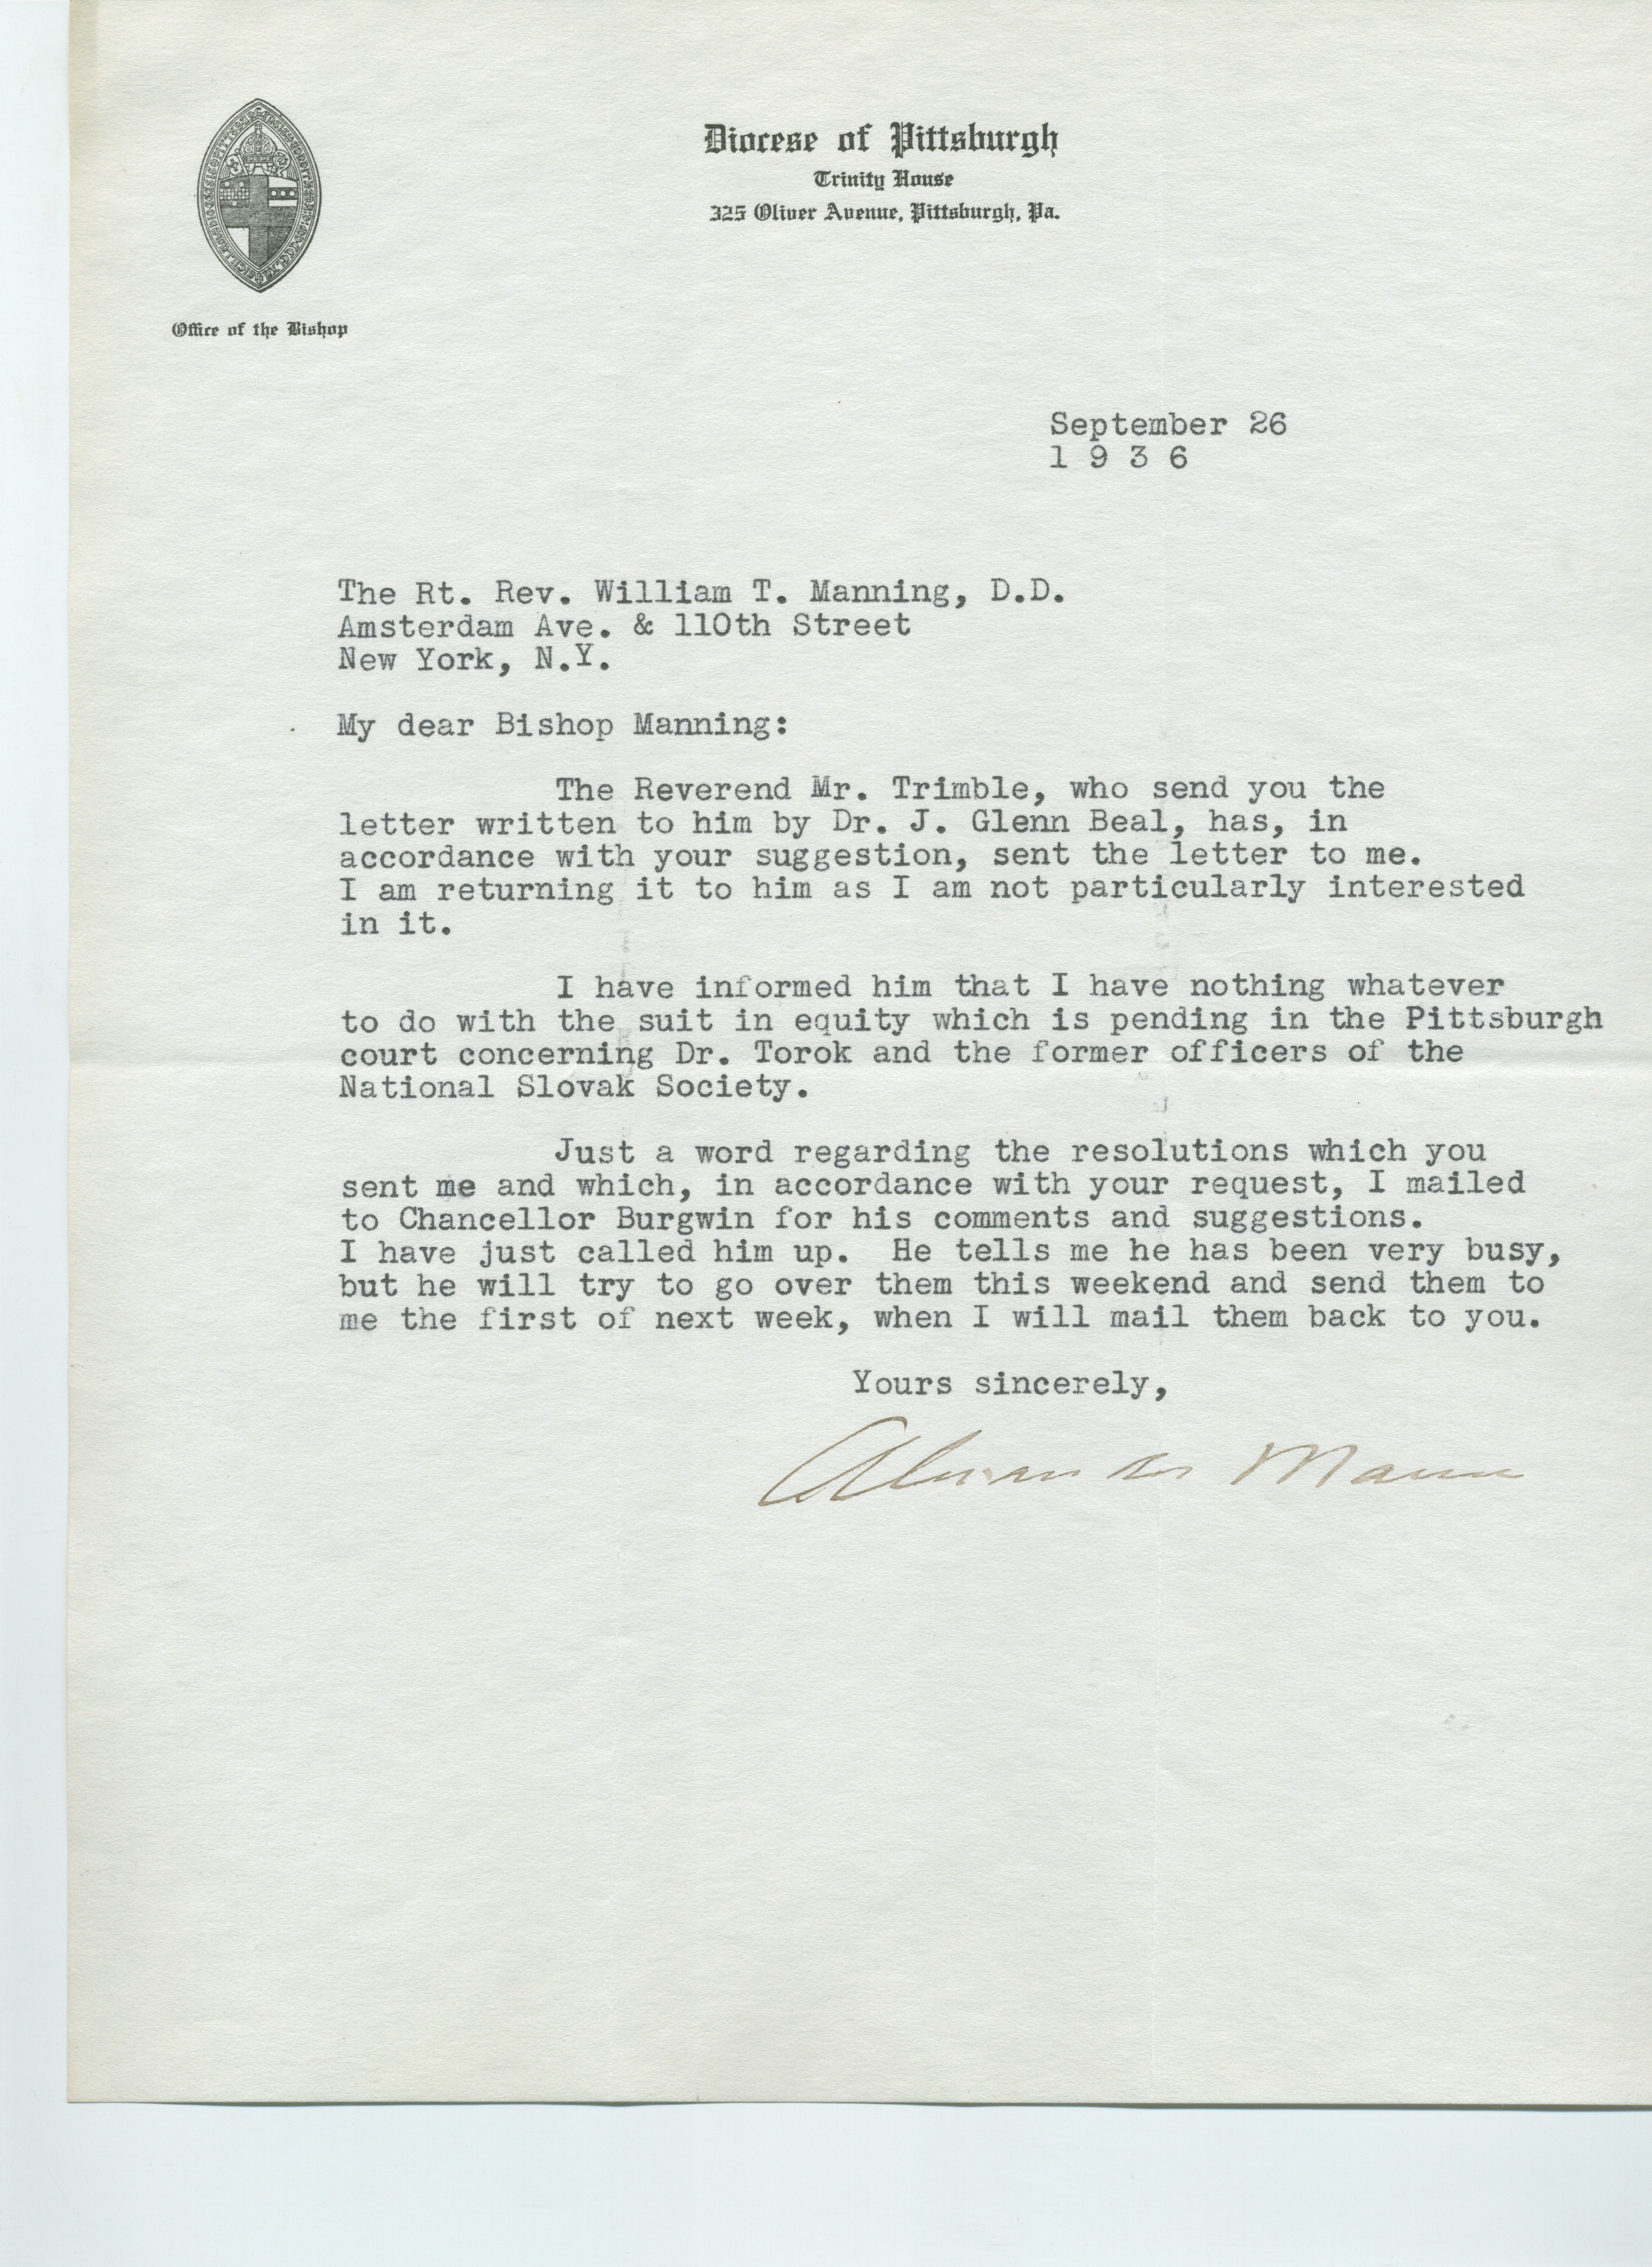 Diocese of Pittsburgh
Trinity House
325 Oliver Avenue, Pittsburgh, Pa.
Office of the Bishop
September 26
1 9 3 6
The Rt. Rev. William T. Manning, D.D.
Amsterdam Ave. & 110th Street
New York, N.Y.
My dear Bishop Manning:
The Reverend Mr. Trimble, who send you the
letter written to him by Dr. J. Glenn Beal, has, in
accordance with your suggestion, sent the letter to me.
I am returning it to him as I am not particularly interested
in it.
I have informed him that I have nothing whatever
to do with the suit in equity which is pending in the Pittsburgh
court concerning Dr. Torok and the former officers of the
National Slovak Society.
Just a word regarding the resolutions which you
sent me and which, in accordance with your request, I mailed
to Chancellor Burgwin for his comments and suggestions.
I have just called him up.  He tells me he has been very busy,
but he will try to go over them this weekend and send them to
me the first of next week, when I will mail them back to you.
Yours sincerely,
Alexander Mann